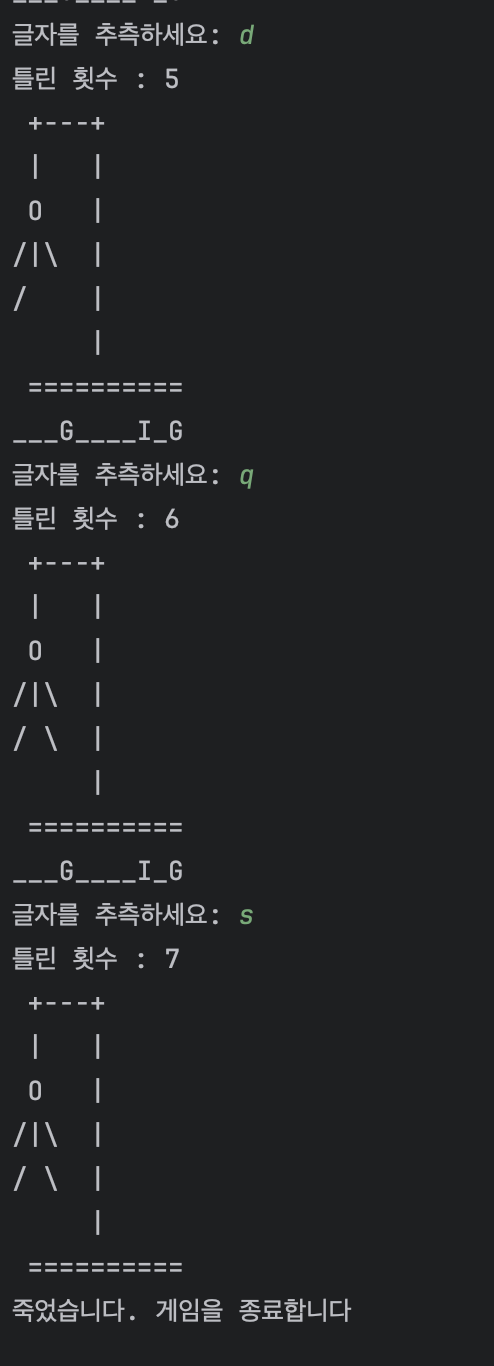 글자를 추측하세요: d
틀린 횟수 : 5
 +---+
 |   |
 O   |
/|\  |
/    |
     |
 ==========
___G____I_G
글자를 추측하세요: q
틀린 횟수 : 6
 +---+
 |   |
 O   |
/|\  |
/ \  |
     |
 ==========
___G____I_G
글자를 추측하세요: s
틀린 횟수 : 7
 +---+
 |   |
 O   |
/|\  |
/ \  |
     |
 ==========
죽었습니다. 게임을 종료합니다